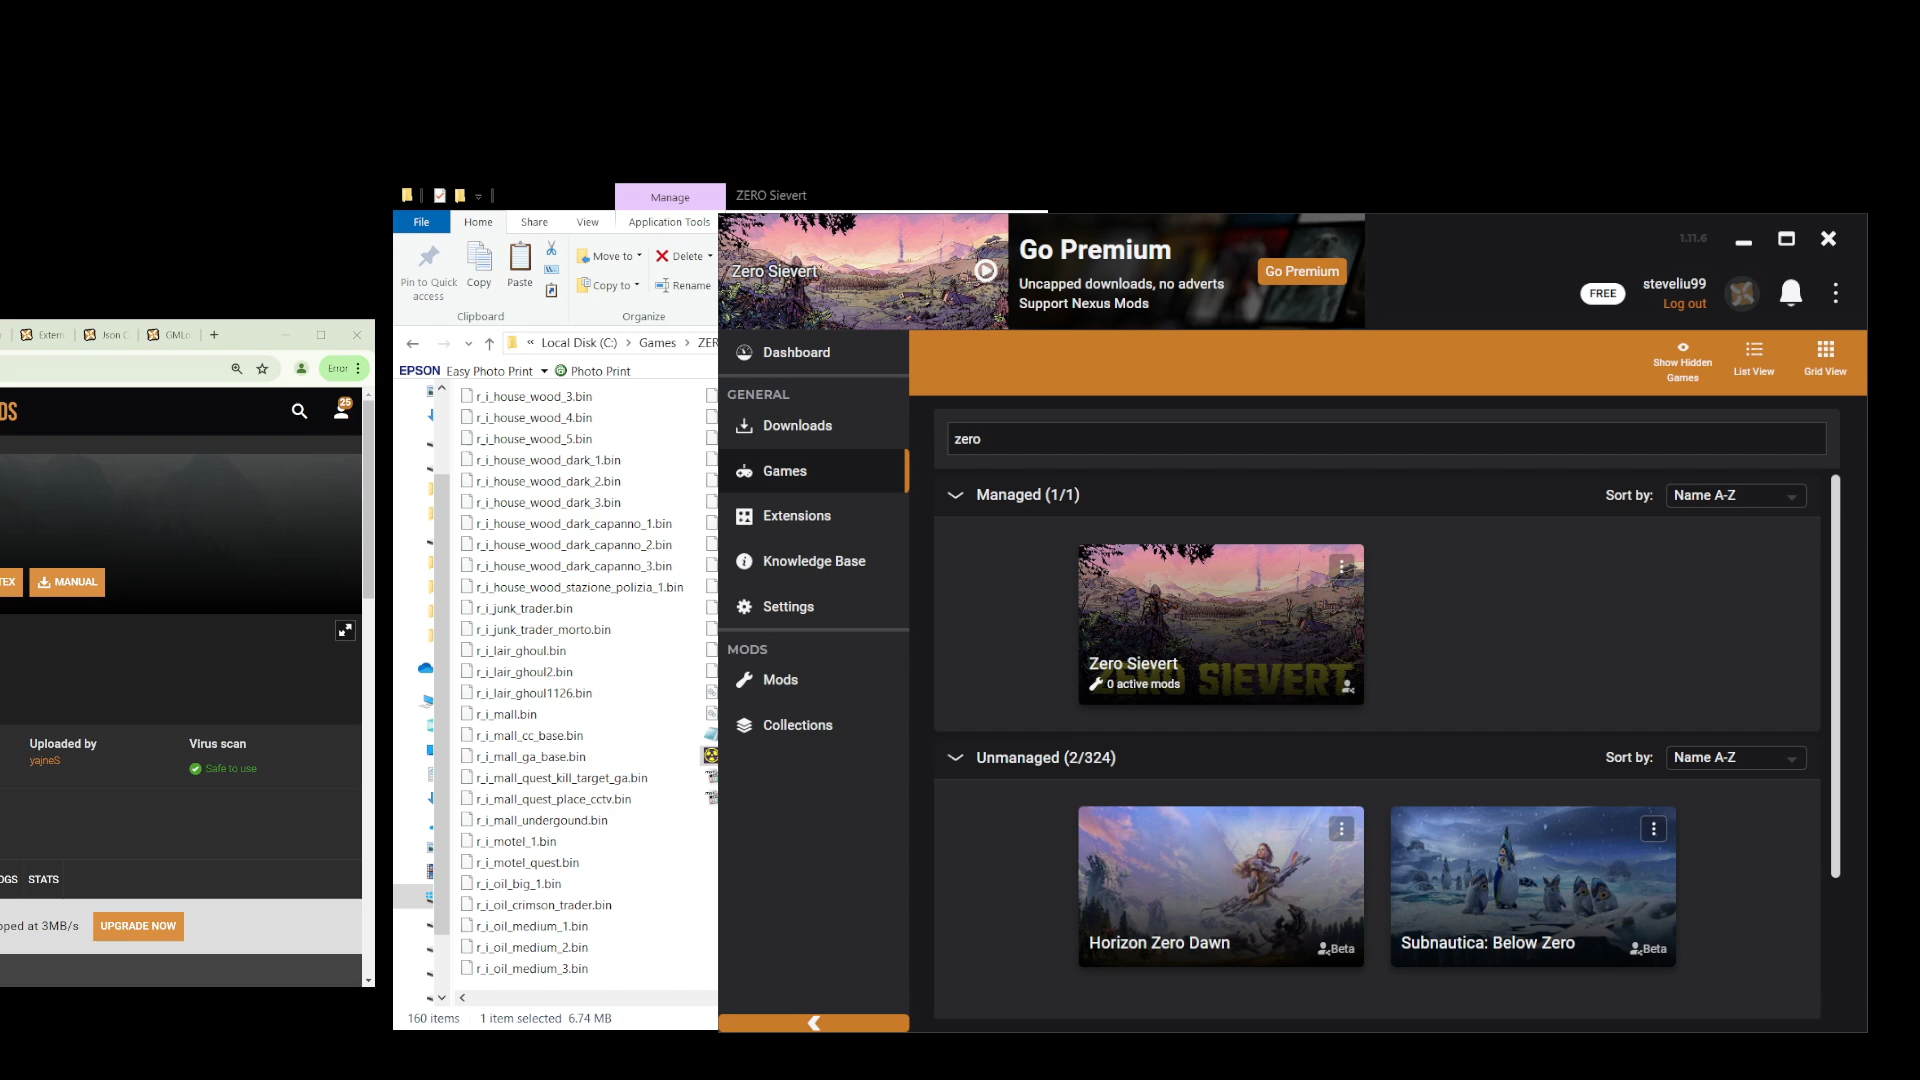 Extern
Json C
GMLo
+
Error
DS
25
TEX
MANUAL
Uploaded by
Virus scan
yajneS
Safe to use
OGS
STATS
pped at 3MB/s
UPGRADE NOW
Manage
ZERO Sievert
File
Home
Share
View
Application Tools
Pin to Quick
access
Copy
Paste
Move to
Delete
Copy to
Rename
Clipboard
Organize
« Local Disk (C:) > Games > ZER
EPSON Easy Photo Print
Photo Print
r_i_house_wood_3.bin
r_i_house_wood_4.bin
r_i_house_wood_5.bin
r_i_house_wood_dark_1.bin
r_i_house_wood_dark_2.bin
r_i_house_wood_dark_3.bin
r_i_house_wood_dark_capanno_1.bin
r_i_house_wood_dark_capanno_2.bin
r_i_house_wood_dark_capanno_3.bin
r_i_house_wood_stazione_polizia_1.bin
r_i_junk_trader.bin
r_i_junk_trader_morto.bin
r_i_lair_ghoul.bin
r_i_lair_ghoul2.bin
r_i_lair_ghoul1126.bin
r_i_mall.bin
r_i_mall_cc_base.bin
r_i_mall_ga_base.bin
r_i_mall_quest_kill_target_ga.bin
r_i_mall_quest_place_cctv.bin
r_i_mall_undergound.bin
r_i_motel_1.bin
r_i_motel_quest.bin
r_i_oil_big_1.bin
r_i_oil_crimson_trader.bin
r_i_oil_medium_1.bin
r_i_oil_medium_2.bin
r_i_oil_medium_3.bin
160 items
1 item selected 6.74 MB
Zero Sievert
Go Premium
Uncapped downloads, no adverts
Support Nexus Mods
Go Premium
1.11.6
FREE
steveliu99
Log out
Dashboard
GENERAL
Downloads
Games
Extensions
Knowledge Base
Settings
MODS
Mods
Collections
Show Hidden
Games
List View
Grid View
zero
Managed (1/1)
Sort by:
Name A-Z
Zero Sievert
0 active mods
ZERO SIEVERT
Unmanaged (2/324)
Sort by:
Name A-Z
Horizon Zero Dawn
Beta
Subnautica: Below Zero
Beta